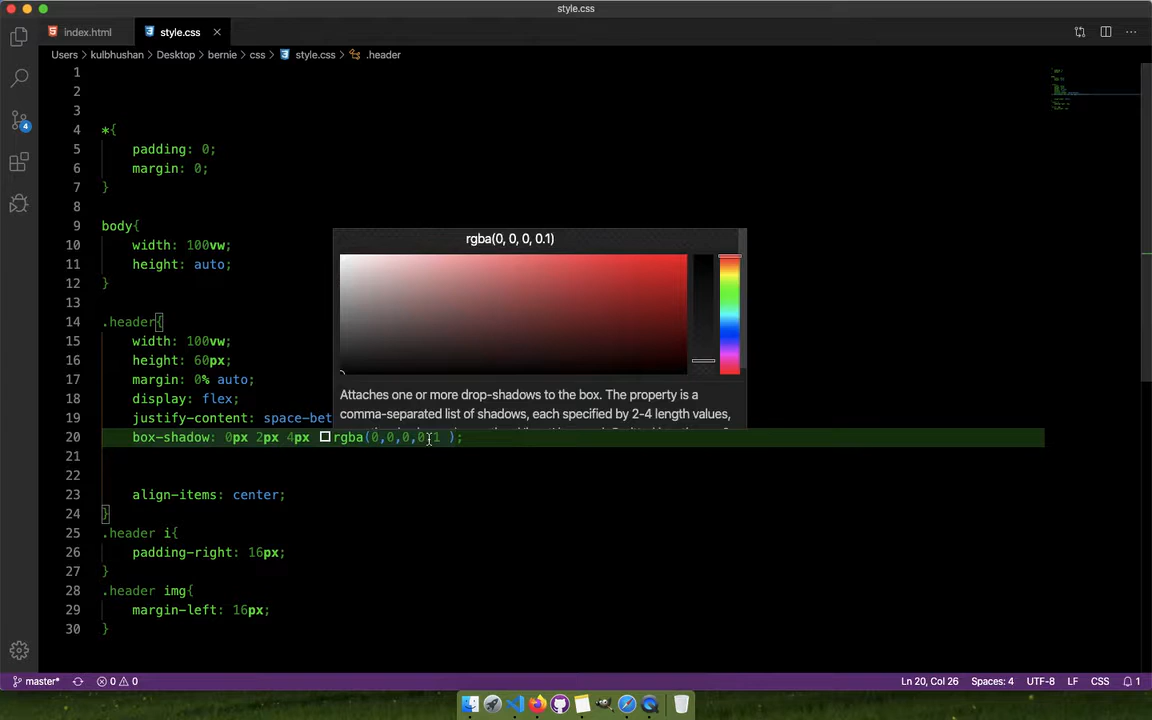 style.css
index.html
style.css
Users > kulbhushan > Desktop > bernie > css > style.css > .header
1
2
3
4 *{
5 padding: 0;
6 margin: 0;
7 }
8
9 body{
10 width: 100vw;
11 height: auto;
12 }
13
14 .header{
15 width: 100vw;
16 height: 60px;
17 margin: 0% auto;
18 display: flex;
19 justify-content: space-bet
20 box-shadow: 0px 2px 4px rgba(0,0,0,0.1 );
21
22
23 align-items: center;
24 }
25 .header i{
26 padding-right: 16px;
27 }
28 .header img{
29 margin-left: 16px;
30 }
rgba(0, 0, 0, 0.1)
Attaches one or more drop-shadows to the box. The property is a
comma-separated list of shadows, each specified by 2-4 length values,
4
master* 0 0 Ln 20, Col 26 Spaces: 4 UTF-8 LF CSS 1